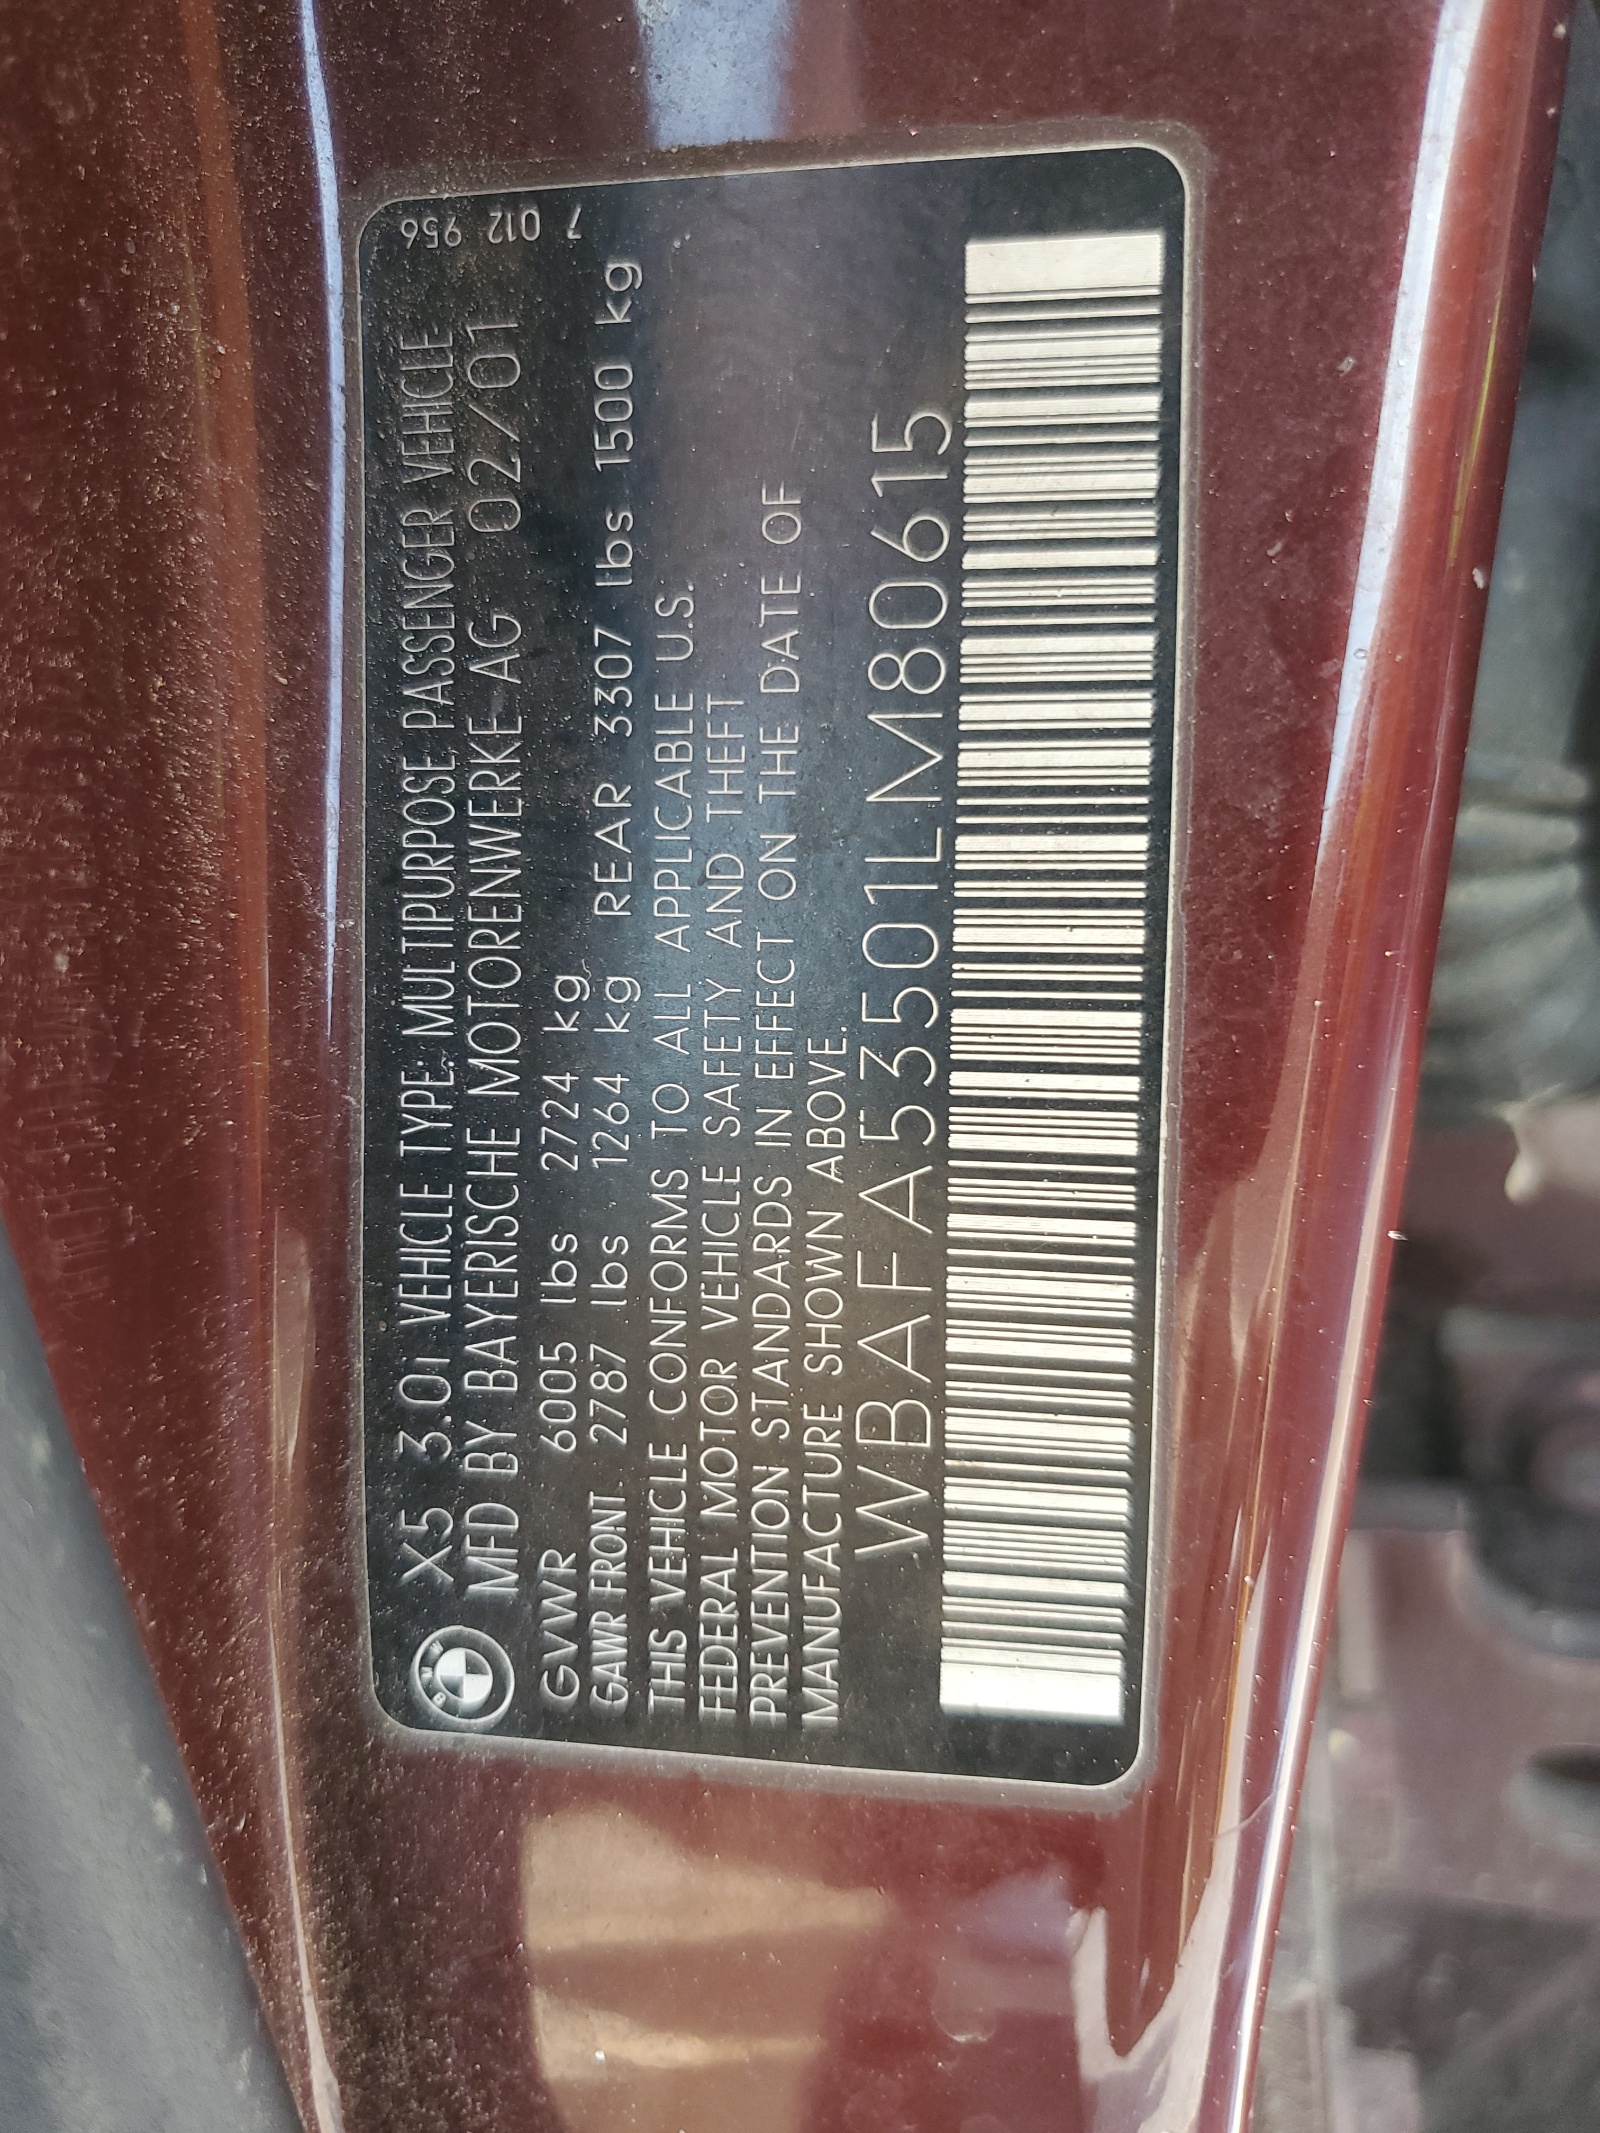 X5 3.0i VEHICLE TYPE: MULTIPURPOSE PASSENGER VEHICLE
MFD BY BAYERISCHE MOTORENWERKE AG 02/01
7 012 956
GVWR 6005 lbs 2724 kg
GAWR FRONT 2787 lbs 1264 kg REAR 3307 lbs 1500 kg
THIS VEHICLE CONFORMS TO ALL APPLICABLE U.S.
FEDERAL MOTOR VEHICLE SAFETY AND THEFT
PREVENTION STANDARDS IN EFFECT ON THE DATE OF
MANUFACTURE SHOWN ABOVE.
WBAFA53501LM80615
BMW